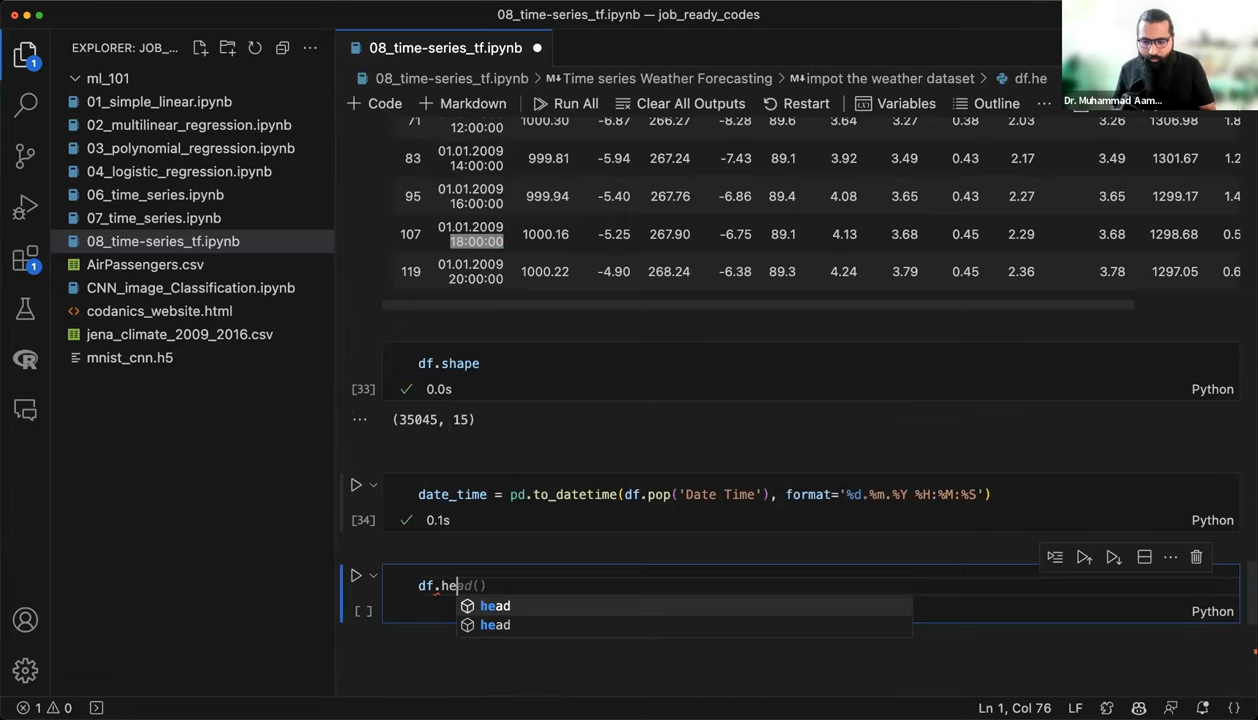 08_time-series_tf.ipynb — job_ready_codes
Dr. Muhammad Aam...
EXPLORER: JOB_...
ml_101
01_simple_linear.ipynb
02_multilinear_regression.ipynb
03_polynomial_regression.ipynb
04_logistic_regression.ipynb
06_time_series.ipynb
07_time_series.ipynb
08_time-series_tf.ipynb
AirPassengers.csv
CNN_image_Classification.ipynb
codanics_website.html
jena_climate_2009_2016.csv
mnist_cnn.h5
1
1
08_time-series_tf.ipynb
08_time-series_tf.ipynb > M↓Time series Weather Forecasting > M↓impot the weather dataset > df.he
+ Code + Markdown Run All Clear All Outputs Restart Variables Outline ...
71 12:00:00 1000.30 -6.87 266.27 -8.28 89.6 3.64 3.27 0.38 2.03 3.26 1306.98 1.8
83 01.01.2009 14:00:00 999.81 -5.94 267.24 -7.43 89.1 3.92 3.49 0.43 2.17 3.49 1301.67 1.2
95 01.01.2009 16:00:00 999.94 -5.40 267.76 -6.86 89.4 4.08 3.65 0.43 2.27 3.65 1299.17 1.4
107 01.01.2009 18:00:00 1000.16 -5.25 267.90 -6.75 89.1 4.13 3.68 0.45 2.29 3.68 1298.68 0.5
119 01.01.2009 20:00:00 1000.22 -4.90 268.24 -6.38 89.3 4.24 3.79 0.45 2.36 3.78 1297.05 0.6
df.shape
[33] 0.0s Python
(35045, 15)
date_time = pd.to_datetime(df.pop('Date Time'), format='%d.%m.%Y %H:%M:%S')
[34] 0.1s Python
df.head()
[ ] Python
head
head
1 0
Ln 1, Col 76 LF